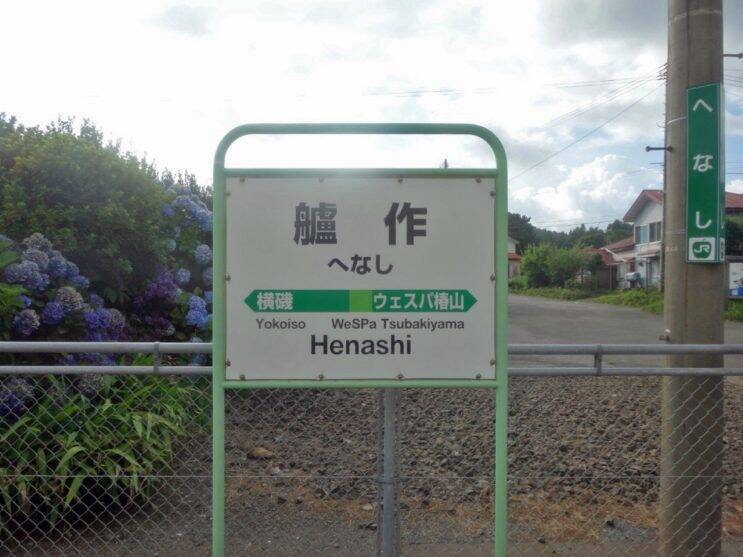 艫作
へなし
横磯 ウェスパ椿山
Yokoiso WeSPa Tsubakiyama
Henashi
へなし
JR